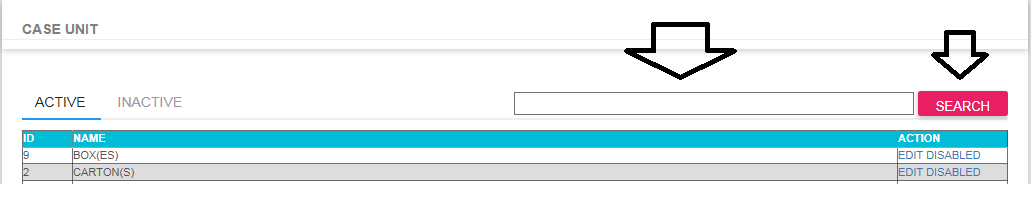 CASE UNIT
ACTIVE INACTIVE SEARCH
ID NAME ACTION
9 BOX(ES) EDIT DISABLED
2 CARTON(S) EDIT DISABLED